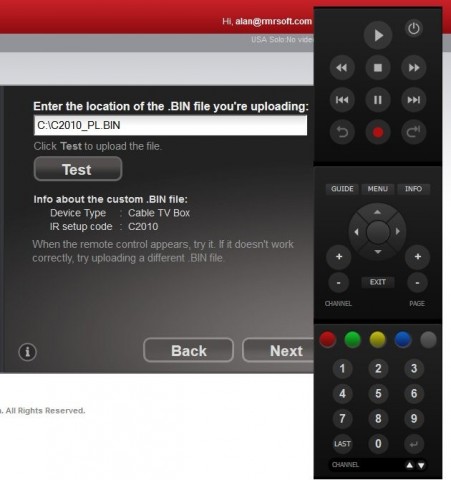 Hi, alan@rmrsoft.com
USA Solo:No vide
Enter the location of the .BIN file you're uploading:
C:\C2010_PL.BIN
Click Test to upload the file.
Test
Info about the custom .BIN file:
Device Type : Cable TV Box
IR setup code : C2010
When the remote control appears, try it. If it doesn't work
correctly, try uploading a different .BIN file.
i
Back
Next
. All Rights Reserved.
GUIDE MENU INFO
+ +
- EXIT -
CHANNEL PAGE
1 2 3
4 5 6
7 8 9
LAST 0
CHANNEL